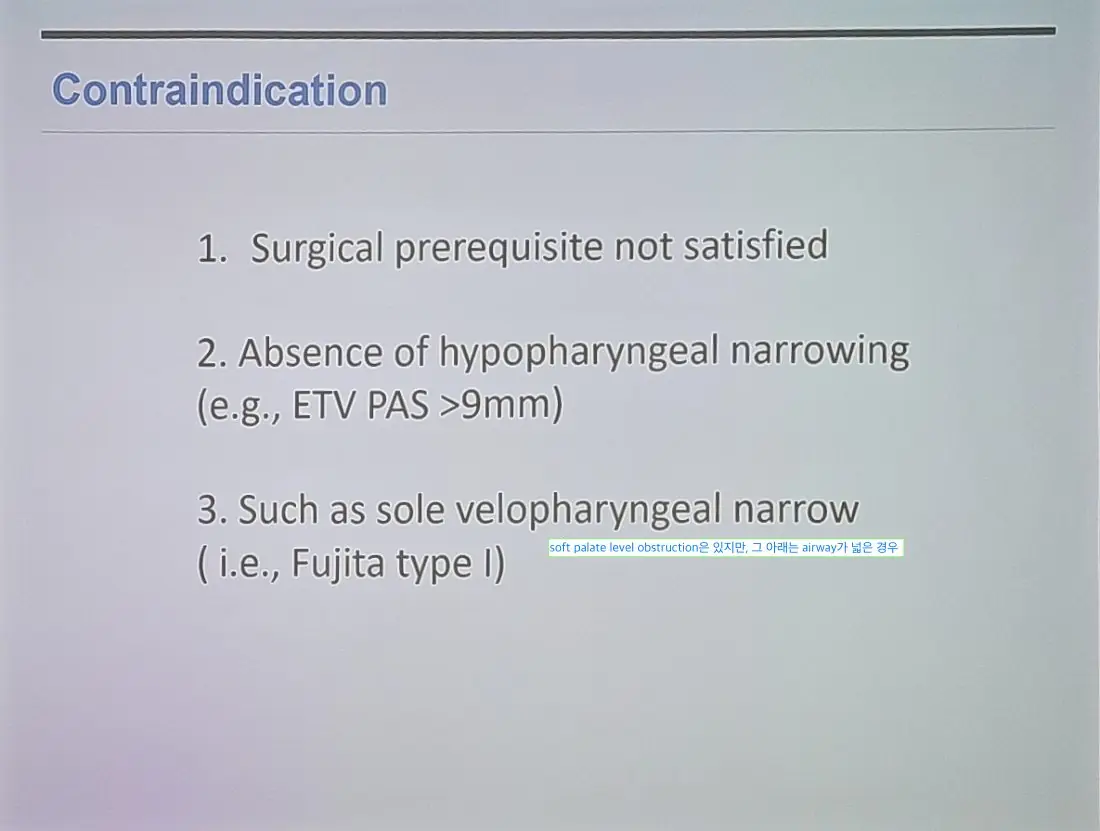 Contraindication
1. Surgical prerequisite not satisfied
2. Absence of hypopharyngeal narrowing
(e.g., ETV PAS >9mm)
3. Such as sole velopharyngeal narrow
( i.e., Fujita type I)
soft palate level obstruction은 있지만, 그 아래는 airway가 넓은 경우